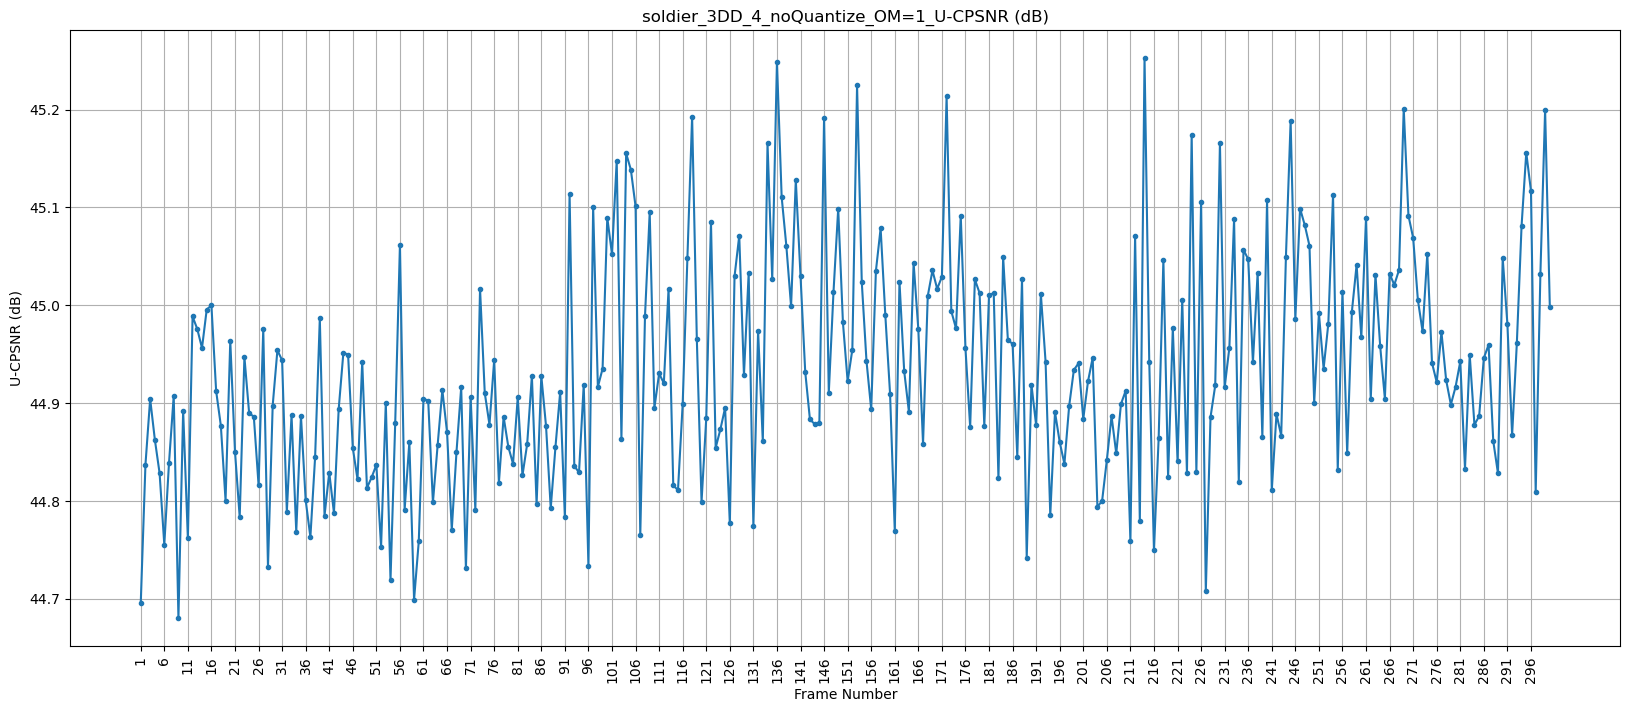 soldier_3DD_4_noQuantize_OM=1_U-CPSNR (dB)
U-CPSNR (dB)
45.2
45.1
45.0
44.9
44.8
44.7
1 6 11 16 21 26 31 36 41 46 51 56 61 66 71 76 81 86 91 96 101 106 111 116 121 126 131 136 141 146 151 156 161 166 171 176 181 186 191 196 201 206 211 216 221 226 231 236 241 246 251 256 261 266 271 276 281 286 291 296
Frame Number